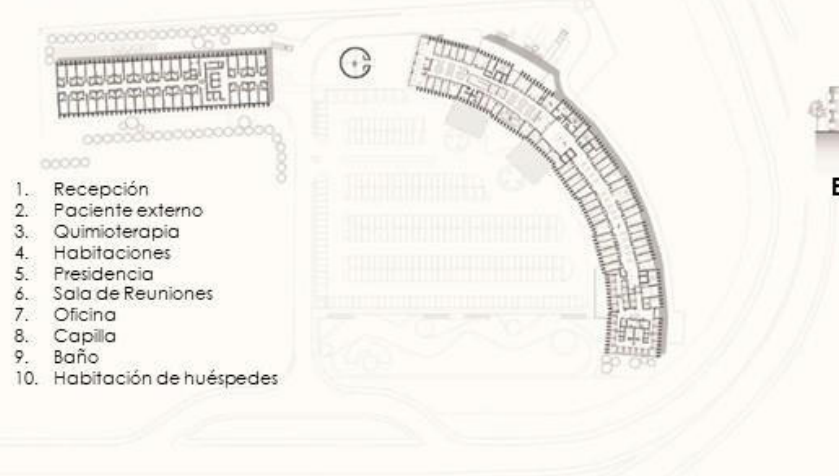 1. Recepción
2. Paciente externo
3. Quimioterapia
4. Habitaciones
5. Presidencia
6. Sala de Reuniones
7. Oficina
8. Capilla
9. Baño
10. Habitación de huéspedes